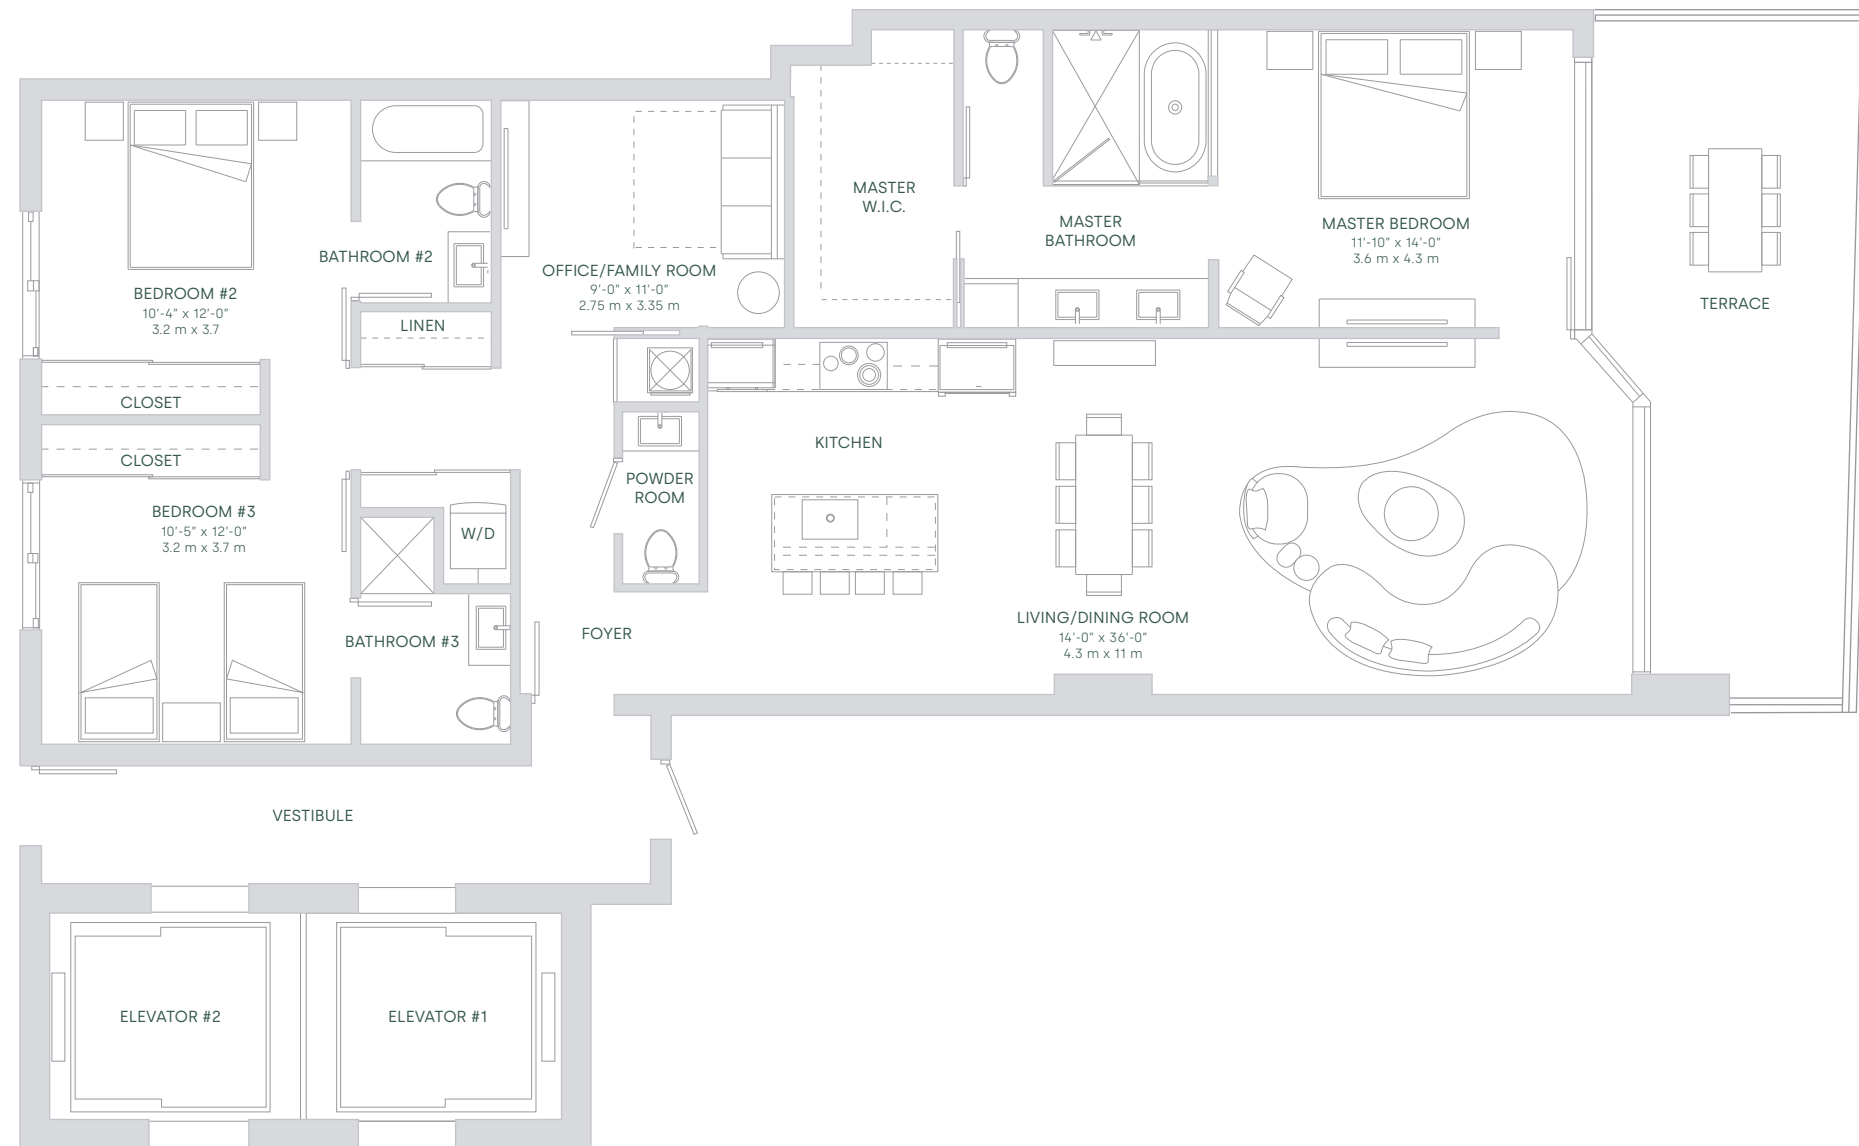 MASTER
W.I.C.
MASTER
BATHROOM
MASTER BEDROOM
11'-10" x 14'-0"
3.6 m x 4.3 m
TERRACE
BATHROOM #2
OFFICE/FAMILY ROOM
9'-0" x 11'-0"
2.75 m x 3.35 m
BEDROOM #2
10'-4" x 12'-0"
3.2 m x 3.7
LINEN
CLOSET
CLOSET
KITCHEN
POWDER
ROOM
BEDROOM #3
10'-5" x 12'-0"
3.2 m x 3.7 m
W/D
BATHROOM #3
FOYER
LIVING/DINING ROOM
14'-0" x 36'-0"
4.3 m x 11 m
VESTIBULE
ELEVATOR #2
ELEVATOR #1